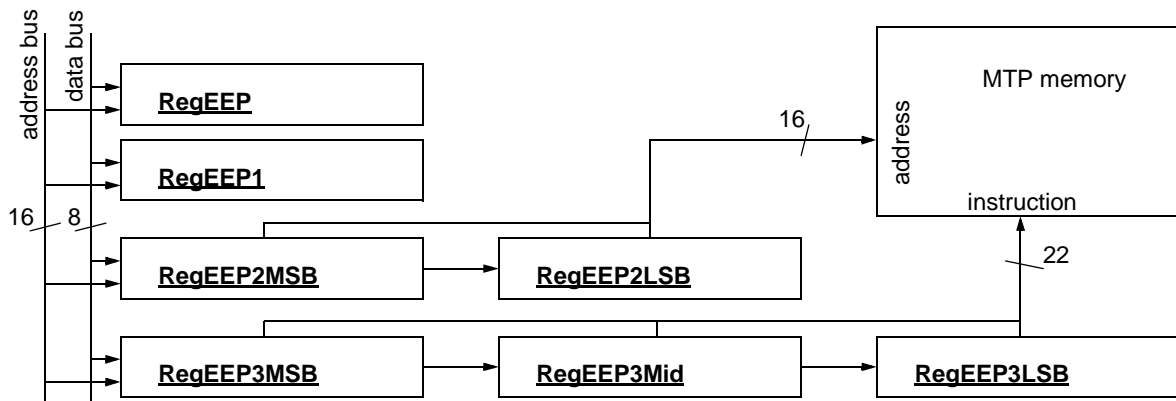 address bus
data bus
RegEEP
MTP memory
16
address
RegEEP1
instruction
16
8
22
RegEEP2MSB
RegEEP2LSB
RegEEP3MSB
RegEEP3Mid
RegEEP3LSB